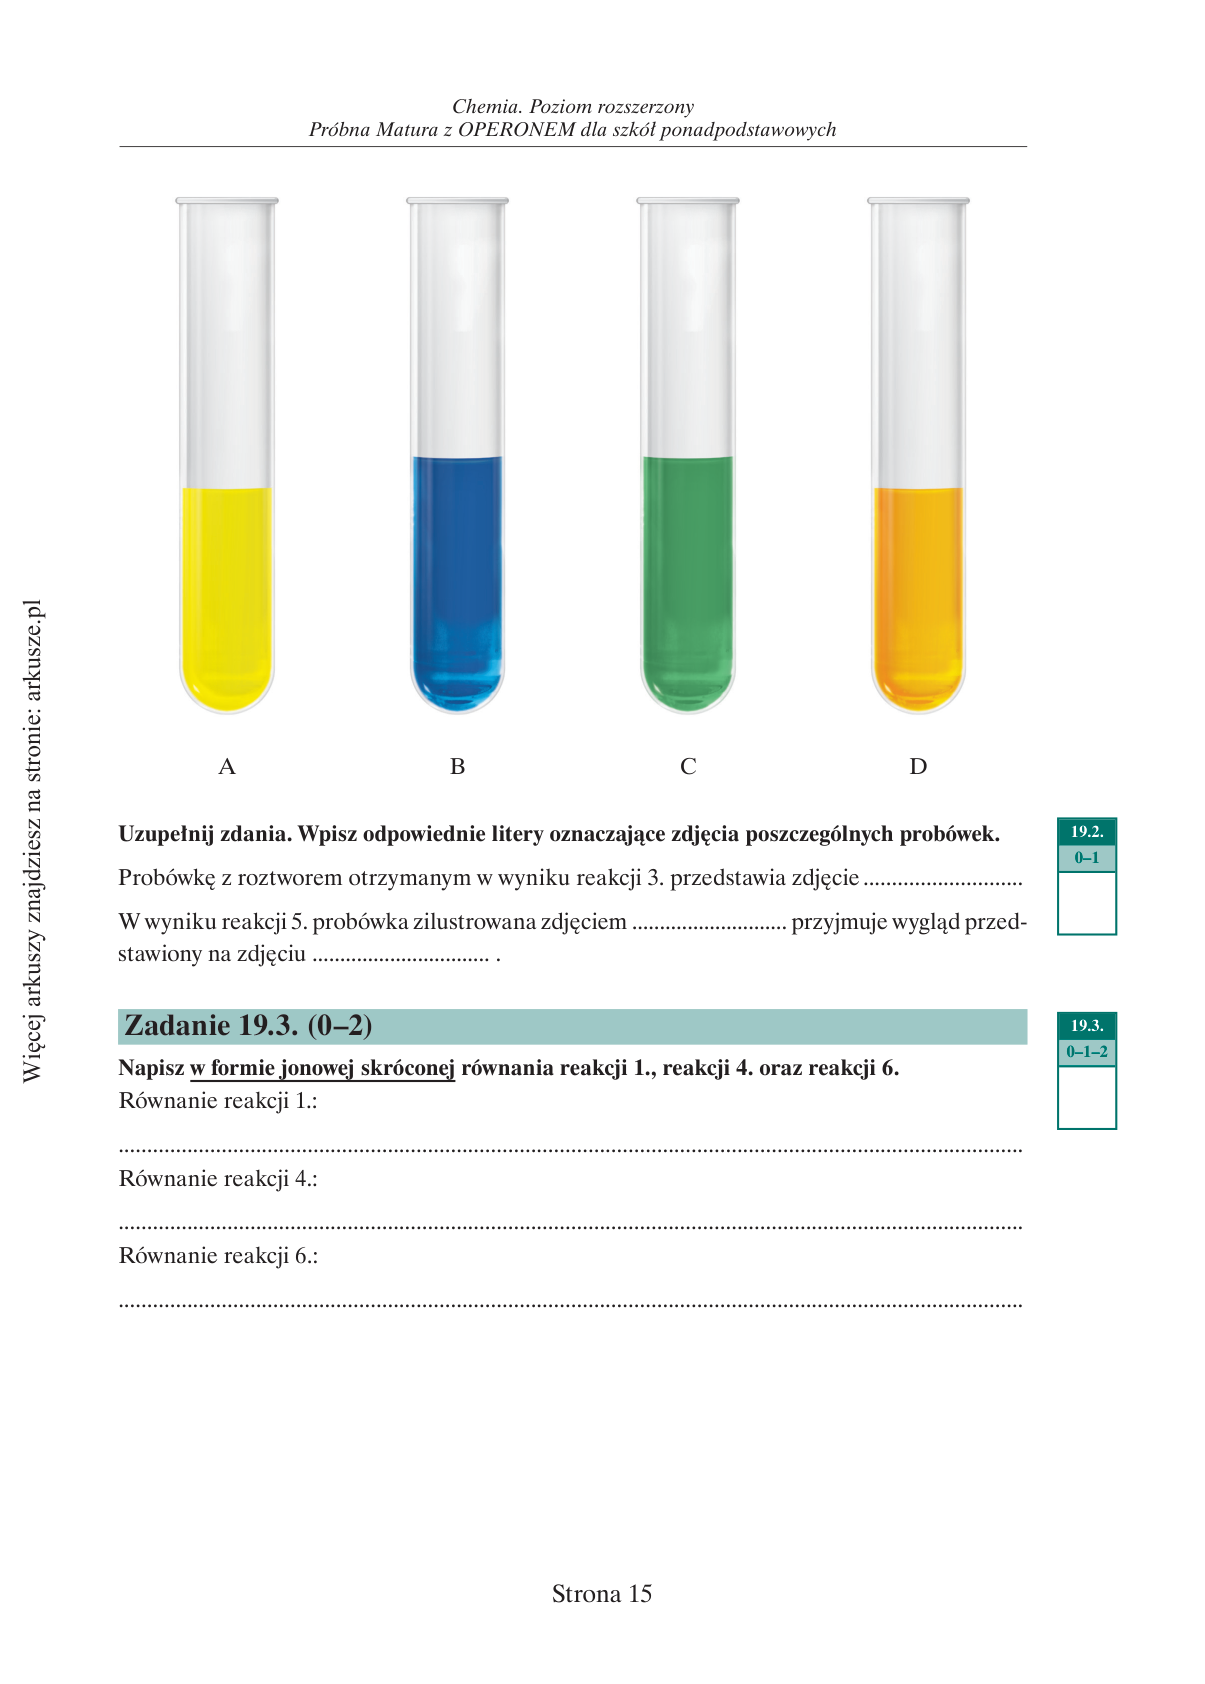 Chemia. Poziom rozszerzony
Próbna Matura z OPERONEM dla szkół ponadpodstawowych
A
B
C
D
Uzupełnij zdania. Wpisz odpowiednie litery oznaczające zdjęcia poszczególnych probówek.
19.2.
0–1
Probówkę z roztworem otrzymanym w wyniku reakcji 3. przedstawia zdjęcie ............................
W wyniku reakcji 5. probówka zilustrowana zdjęciem ............................ przyjmuje wygląd przed-
stawiony na zdjęciu ................................ .
Zadanie 19.3. (0–2)
19.3.
0–1–2
Napisz w formie jonowej skróconej równania reakcji 1., reakcji 4. oraz reakcji 6.
Równanie reakcji 1.:
................................................................................................................................
Równanie reakcji 4.:
................................................................................................................................
Równanie reakcji 6.:
................................................................................................................................
Strona 15
Więcej arkuszy znajdziesz na stronie: arkusze.pl